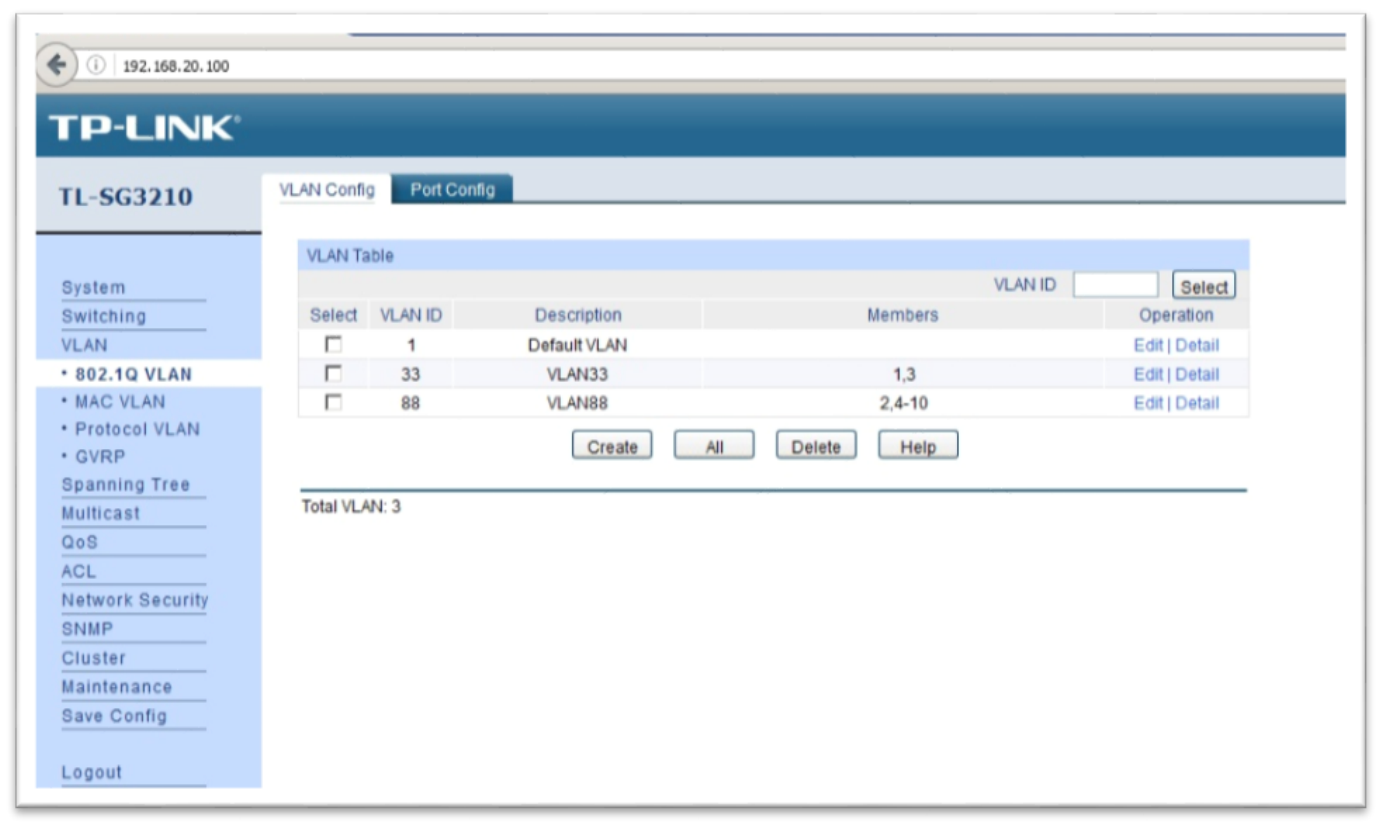 192.168.20.100
TP-LINK®
TL-SG3210
VLAN Config Port Config
System
Switching
VLAN
• 802.1Q VLAN
• MAC VLAN
• Protocol VLAN
• GVRP
Spanning Tree
Multicast
QoS
ACL
Network Security
SNMP
Cluster
Maintenance
Save Config
Logout
VLAN Table
VLAN ID Select
Select VLAN ID Description Members Operation
1 Default VLAN Edit | Detail
33 VLAN33 1,3 Edit | Detail
88 VLAN88 2,4-10 Edit | Detail
Create All Delete Help
Total VLAN: 3